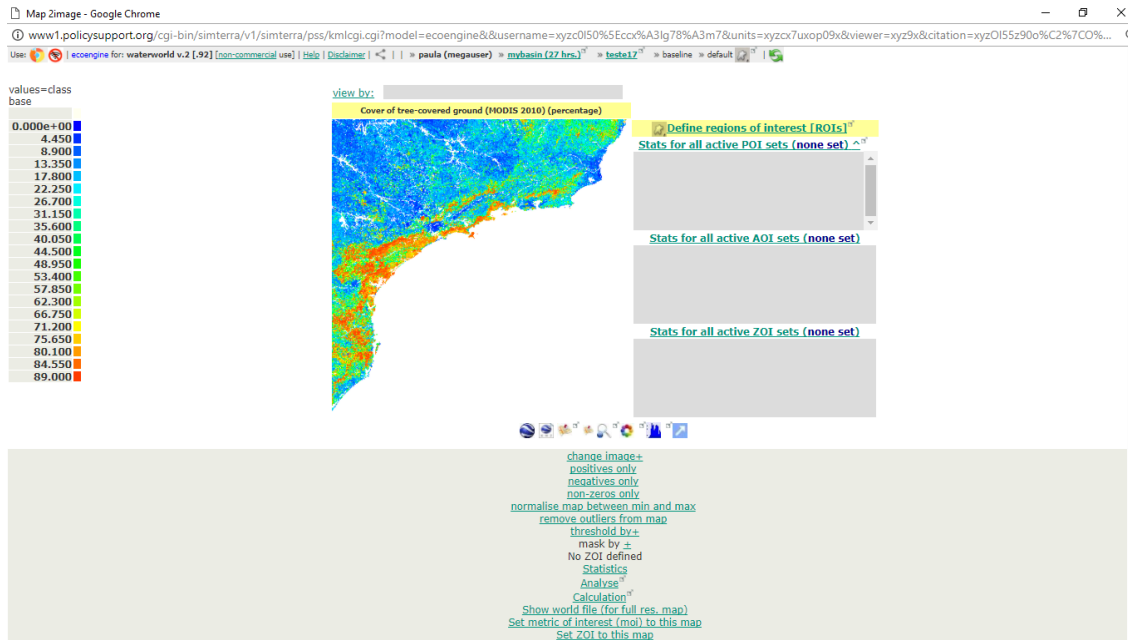 Map 2image - Google Chrome
www1.policysupport.org/cgi-bin/simterra/v1/simterra/pss/kmlcgi.cgi?model=ecoengine&&username=xyzc0l50%5Eccx%A3Ig78%A3m7&units=xyzcx7uxop09x&viewer=xyz9x&citation=xyzOl55z90o%C2%7CO%...
Use: | ecoengine for: waterworld v.2 [.92] [non-commercial use] | Help | Disclaimer | | | » paula (megauser) » mybasin (27 hrs.) » teste17 » baseline » default |
values=class
base
view by:
Cover of tree-covered ground (MODIS 2010) (percentage)
0.000e+00
4.450
8.900
13.350
17.800
22.250
26.700
31.150
35.600
40.050
44.500
48.950
53.400
57.850
62.300
66.750
71.200
75.650
80.100
84.550
89.000
Define regions of interest [ROIs]
Stats for all active POI sets (none set) ^
Stats for all active AOI sets (none set)
Stats for all active ZOI sets (none set)
change image+
positives only
negatives only
non-zeros only
normalise map between min and max
remove outliers from map
threshold by+
mask by +
No ZOI defined
Statistics
Analyse
Calculation
Show world file (for full res. map)
Set metric of interest (moi) to this map
Set ZOI to this map